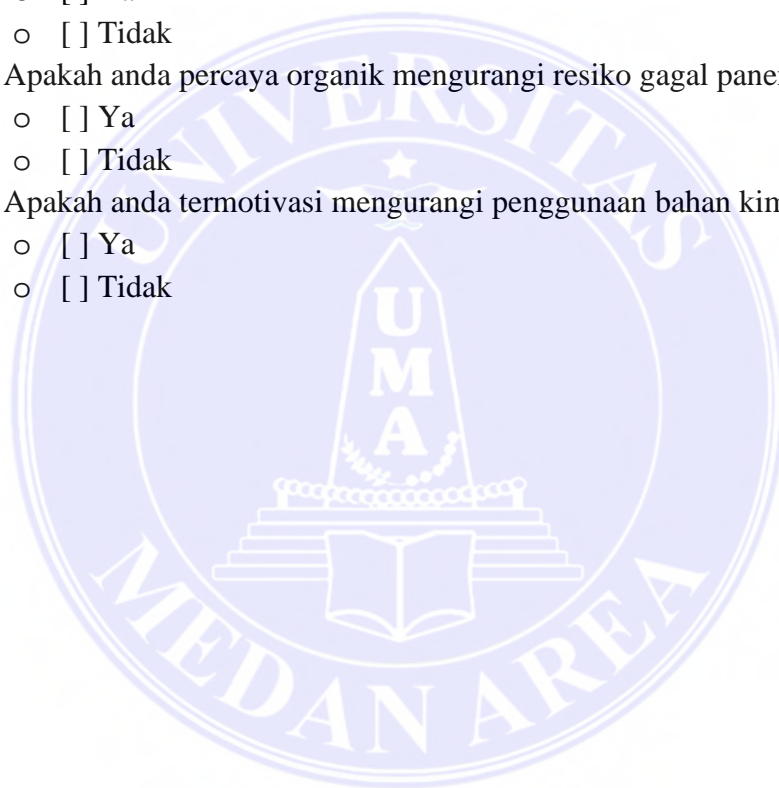 o [ ] Tidak
Apakah anda percaya organik mengurangi resiko gagal
o [ ] Ya
o [ ] Tidak
Apakah anda termotivasi mengurangi penggunaan bahan
o [ ] Ya
o [ ] Tidak
UNIVERSITAS
UMA
MEDAN AREA